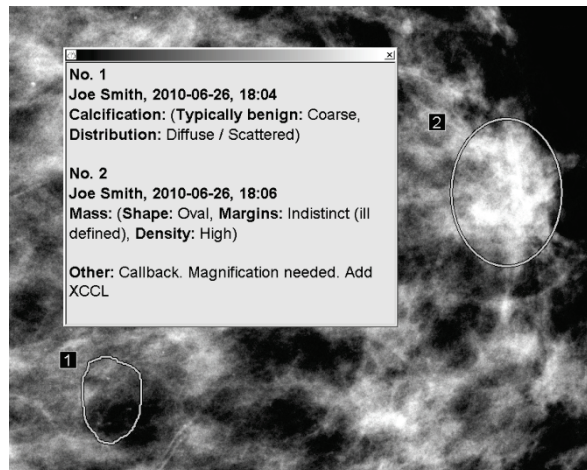 No. 1
Joe Smith, 2010-06-26, 18:04
Calcification: (Typically benign: Coarse,
Distribution: Diffuse / Scattered)
No. 2
Joe Smith, 2010-06-26, 18:06
Mass: (Shape: Oval, Margins: Indistinct (ill
defined), Density: High)
Other: Callback. Magnification needed. Add
XCCL
2
1